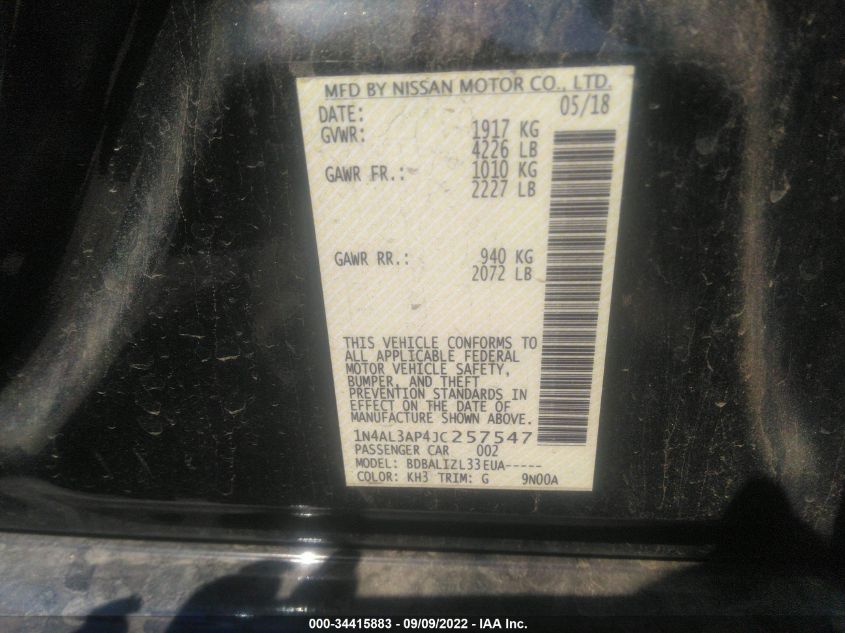 MFD BY NISSAN MOTOR CO., LTD.
DATE: 05/18
GVWR: 1917 KG
4226 LB
GAWR FR.: 1010 KG
2227 LB
GAWR RR.: 940 KG
2072 LB
THIS VEHICLE CONFORMS TO
ALL APPLICABLE FEDERAL
MOTOR VEHICLE SAFETY,
BUMPER, AND THEFT
PREVENTION STANDARDS IN
EFFECT ON THE DATE OF
MANUFACTURE SHOWN ABOVE.
1N4AL3AP4JC257547
PASSENGER CAR 002
MODEL: BDBALIZL33EUA-----
COLOR: KH3 TRIM: G 9N00A
000-34415883 - 09/09/2022 - IAA Inc.